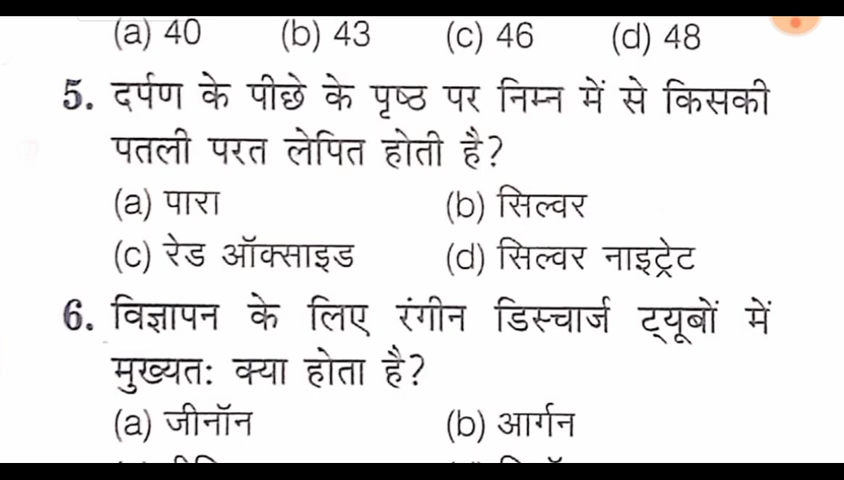 (a) 40 (b) 43 (c) 46 (d) 48
5. दर्पण के पीछे के पृष्ठ पर निम्न में से किसकी
पतली परत लेपित होती है?
(a) पारा (b) सिल्वर
(c) रेड ऑक्साइड (d) सिल्वर नाइट्रेट
6. विज्ञापन के लिए रंगीन डिस्चार्ज ट्यूबों में
मुख्यतः क्या होता है?
(a) जीनॉन (b) आर्गन